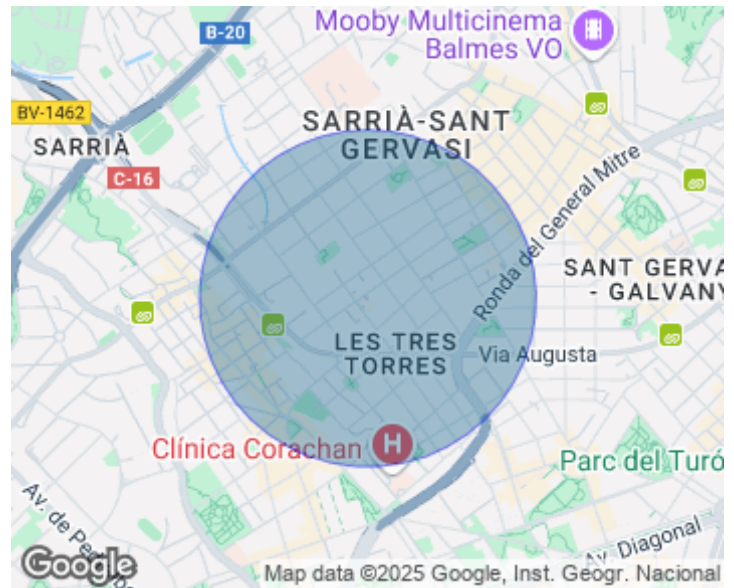 Mooby Multicinema
Balmes VO
B-20
BV-1462
SARRIÀ
SARRIÀ-SANT
GERVASI
C-16
Ronda del General Mitre
SANT GERVA
- GALVANY
LES TRES
TORRES
Via Augusta
Clínica Corachan
H
Parc del Turó
Av. de Pedralbe
Av. Diagonal
Google
Map data ©2025 Google, Inst. Geogr. Nacional